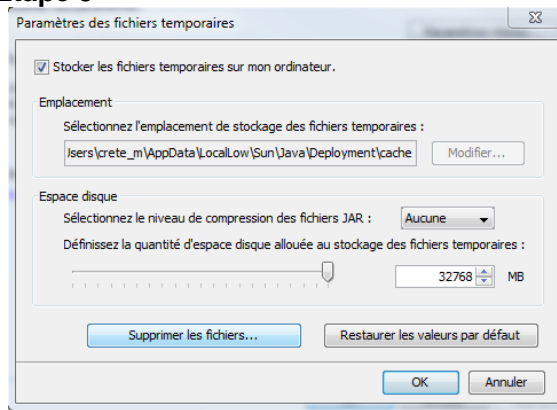 Paramètres des fichiers temporaires
Stocker les fichiers temporaires sur mon ordinateur.
Emplacement
Sélectionnez l'emplacement de stockage des fichiers temporaires :
Jsers\crete_m\AppData\LocalLow\Sun\Java\Deployment\cache
Modifier...
Espace disque
Sélectionnez le niveau de compression des fichiers JAR :
Aucune
Définissez la quantité d'espace disque allouée au stockage des fichiers temporaires :
32768 MB
Supprimer les fichiers...
Restaurer les valeurs par défaut
OK
Annuler